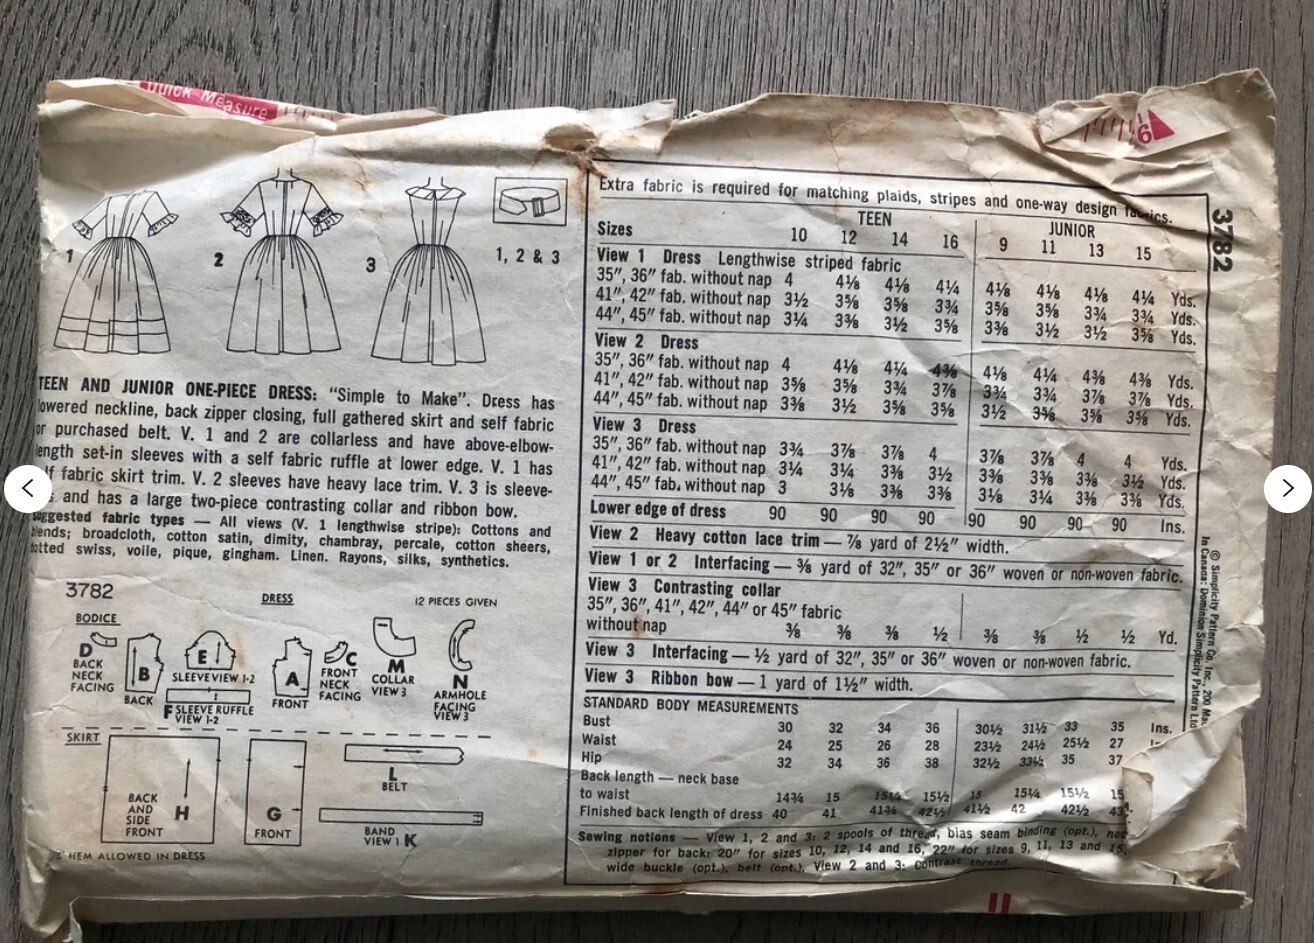 Quick Measure
6
1
2
3
1, 2 & 3
TEEN AND JUNIOR ONE-PIECE DRESS: "Simple to Make". Dress has
lowered neckline, back zipper closing, full gathered skirt and self fabric
or purchased belt. V. 1 and 2 are collarless and have above-elbow-
length set-in sleeves with a self fabric ruffle at lower edge. V. 1 has
fabric skirt trim. V. 2 sleeves have heavy lace trim. V. 3 is sleeve-
and has a large two-piece contrasting collar and ribbon bow.
Suggested fabric types — All views (V. 1 lengthwise stripe): Cottons and
blends; broadcloth, cotton satin, dimity, chambray, percale, cotton sheers,
dotted swiss, voile, pique, gingham. Linen. Rayons, silks, synthetics.
3782
DRESS
12 PIECES GIVEN
BODICE
D
BACK
NECK
FACING
B
BACK
E
SLEEVE VIEW 1-2
F SLEEVE RUFFLE
VIEW 1-2
A
FRONT
C
FRONT
NECK
FACING
M
COLLAR
VIEW 3
N
ARMHOLE
FACING
VIEW 3
SKIRT
BACK
AND
SIDE
FRONT
H
G
FRONT
L
BELT
BAND
VIEW 1 K
HEM ALLOWED IN DRESS
Extra fabric is required for matching plaids, stripes and one-way design fabrics.
TEEN JUNIOR
Sizes 10 12 14 16 9 11 13 15
View 1 Dress Lengthwise striped fabric
35", 36" fab. without nap 4 4⅛ 4⅛ 4¼ 4⅛ 4⅛ 4⅛ 4¼ Yds.
41", 42" fab. without nap 3½ 3⅝ 3⅝ 3¾ 3⅝ 3⅝ 3¾ 3¾ Yds.
44", 45" fab. without nap 3¼ 3⅜ 3½ 3⅝ 3⅜ 3½ 3½ 3⅝ Yds.
View 2 Dress
35", 36" fab. without nap 4 4⅛ 4¼ 4⅜ 4⅛ 4¼ 4⅜ 4⅜ Yds.
41", 42" fab. without nap 3⅝ 3⅝ 3¾ 3⅞ 3¾ 3¾ 3⅞ 3⅞ Yds.
44", 45" fab. without nap 3⅜ 3½ 3⅝ 3⅝ 3½ 3⅝ 3⅝ 3⅝ Yds.
View 3 Dress
35", 36" fab. without nap 3¾ 3⅞ 3⅞ 4 3⅞ 3⅞ 4 4 Yds.
41", 42" fab. without nap 3¼ 3¼ 3⅜ 3½ 3⅜ 3⅜ 3⅜ 3½ Yds.
44", 45" fab. without nap 3 3⅛ 3⅜ 3⅜ 3⅛ 3¼ 3⅜ 3⅜ Yds.
Lower edge of dress 90 90 90 90 90 90 90 90 Ins.
View 2 Heavy cotton lace trim — ⅞ yard of 2½" width.
View 1 or 2 Interfacing — ⅜ yard of 32", 35" or 36" woven or non-woven fabric.
View 3 Contrasting collar
35", 36", 41", 42", 44" or 45" fabric
without nap ⅜ ⅜ ⅜ ½ ⅜ ⅜ ½ ½ Yd.
View 3 Interfacing — ½ yard of 32", 35" or 36" woven or non-woven fabric.
View 3 Ribbon bow — 1 yard of 1½" width.
STANDARD BODY MEASUREMENTS
Bust 30 32 34 36 30½ 31½ 33 35 Ins.
Waist 24 25 26 28 23½ 24½ 25½ 27
Hip 32 34 36 38 32½ 33½ 35 37
Back length — neck base
to waist 14¾ 15 15¼ 15½ 15 15¼ 15½ 15
Finished back length of dress 40 41 41¾ 42½ 41½ 42 42½ 43
Sewing notions — View 1, 2 and 3: 2 spools of thread, bias seam binding (opt.),
zipper for back: 20" for sizes 10, 12, 14 and 16, 22" for sizes 9, 11, 13 and 15,
wide buckle (opt.), belt (opt.), View 2 and 3: contrast thread.
3782
© Simplicity Pattern Co. Inc., 200
In Canada: Dominion Simplicity Pattern